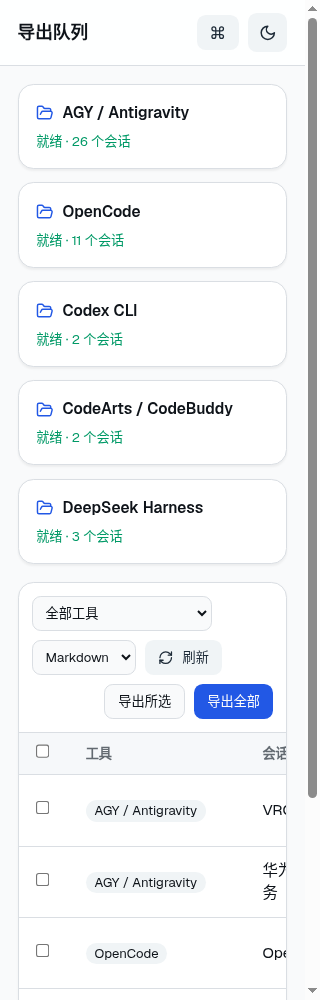 导出队列
⌘
AGY / Antigravity
就绪 · 26 个会话
OpenCode
就绪 · 11 个会话
Codex CLI
就绪 · 2 个会话
CodeArts / CodeBuddy
就绪 · 2 个会话
DeepSeek Harness
就绪 · 3 个会话
全部工具
Markdown 刷新
导出所选 导出全部
工具 会话
AGY / Antigravity
AGY / Antigravity 务
OpenCode